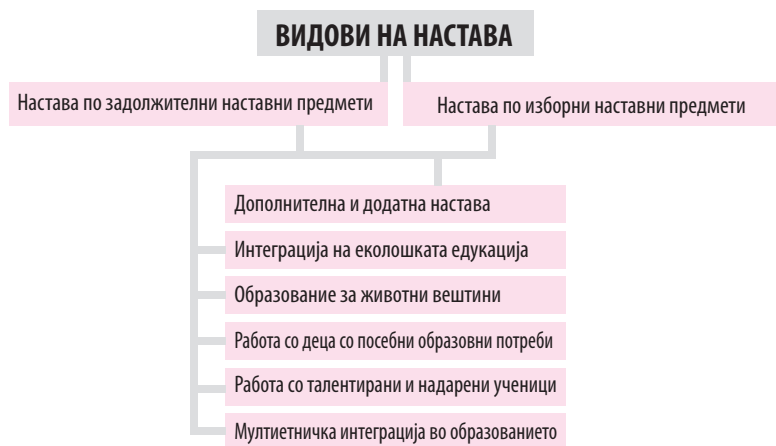 ВИДОВИ НА НАСТАВА
Настава по задолжителни наставни предмети
Настава по изборни наставни предмети
Дополнителна и додатна настава
Интеграција на еколошката едукација
Образование за животни вештини
Работа со деца со посебни образовни потреби
Работа со талентирани и надарени ученици
Мултиетничка интеграција во образованието